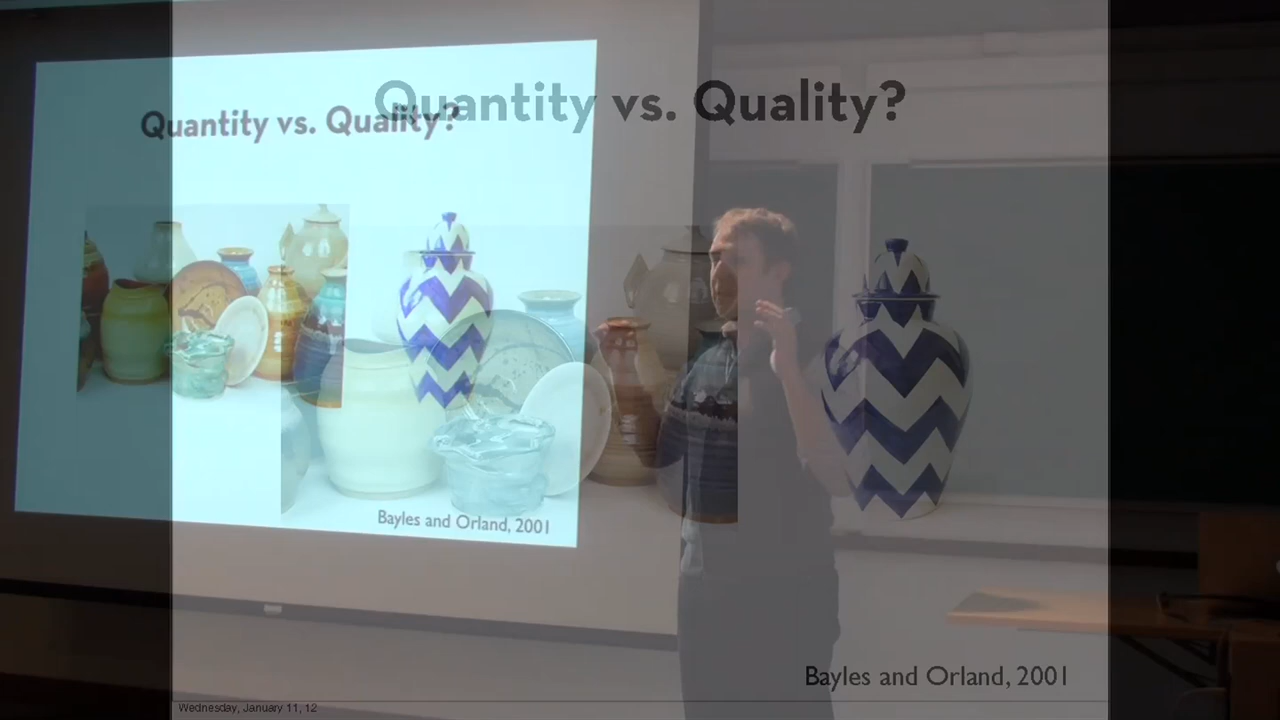 Quantity vs. Quality?
Quantity vs. Quality?
Bayles and Orland, 2001
Bayles and Orland, 2001
Wednesday, January 11, 12